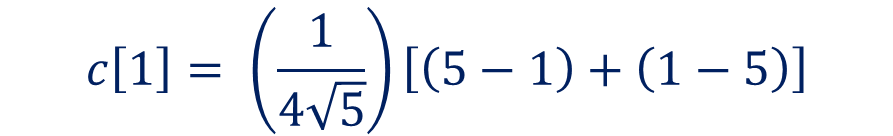 c[1] = (1/(4√5)) [(5 − 1) + (1 − 5)]